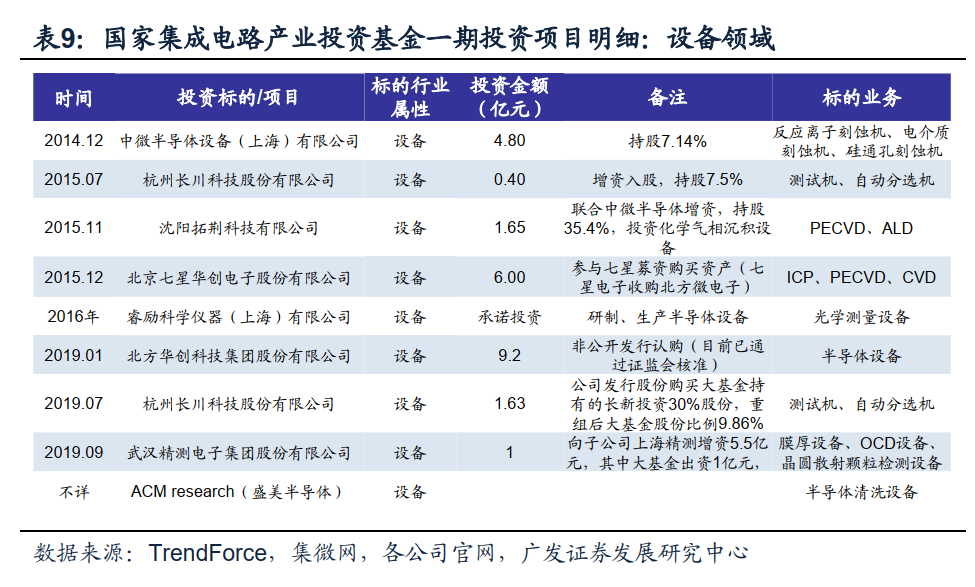 表9：国家集成电路产业投资基金一期投资项目明细：设备领域
时间 投资标的/项目 标的行业属性 投资金额（亿元） 备注 标的业务
2014.12 中微半导体设备（上海）有限公司 设备 4.80 持股7.14% 反应离子刻蚀机、电介质刻蚀机、硅通孔刻蚀机
2015.07 杭州长川科技股份有限公司 设备 0.40 增资入股，持股7.5% 测试机、自动分选机
2015.11 沈阳拓荆科技有限公司 设备 1.65 联合中微半导体增资，持股35.4%，投资化学气相沉积设备 PECVD、ALD
2015.12 北京七星华创电子股份有限公司 设备 6.00 参与七星募资购买资产（七星电子收购北方微电子） ICP、PECVD、CVD
2016年 睿励科学仪器（上海）有限公司 设备 承诺投资 研制、生产半导体设备 光学测量设备
2019.01 北方华创科技集团股份有限公司 设备 9.2 非公开发行认购（目前已通过证监会核准） 半导体设备
2019.07 杭州长川科技股份有限公司 设备 1.63 公司发行股份购买大基金持有的长新投资30%股份，重组后大基金股份比例9.86% 测试机、自动分选机
2019.09 武汉精测电子集团股份有限公司 设备 1 向子公司上海精测增资5.5亿元，其中大基金出资1亿元， 膜厚设备、OCD设备、晶圆散射颗粒检测设备
不详 ACM research（盛美半导体） 设备 半导体清洗设备
数据来源：TrendForce，集微网，各公司官网，广发证券发展研究中心